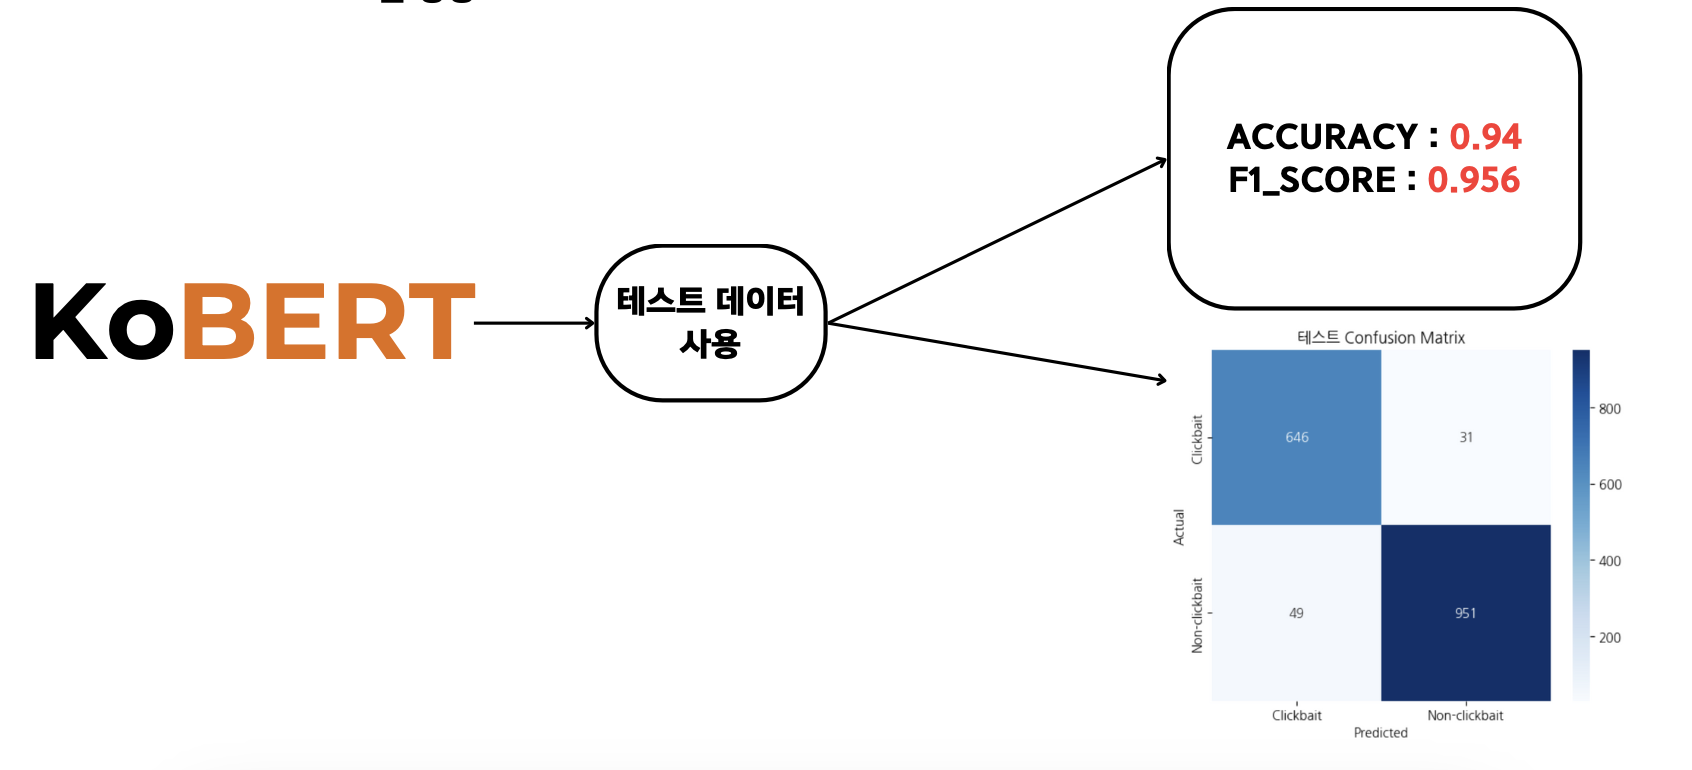 KoBERT
테스트 데이터
사용
ACCURACY : 0.94
F1_SCORE : 0.956
테스트 Confusion Matrix
Clickbait
646
31
Actual
Non-clickbait
49
951
Clickbait
Non-clickbait
Predicted
800
600
400
200